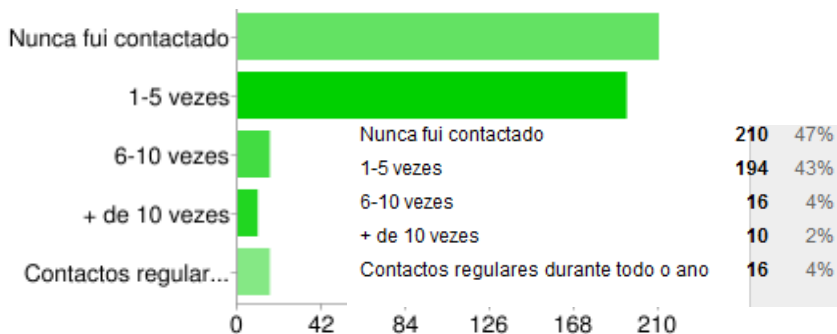 Nunca fui contactado
1-5 vezes
6-10 vezes
+ de 10 vezes
Contactos regular...
Nunca fui contactado 210 47%
1-5 vezes 194 43%
6-10 vezes 16 4%
+ de 10 vezes 10 2%
Contactos regulares durante todo o ano 16 4%
0 42 84 126 168 210